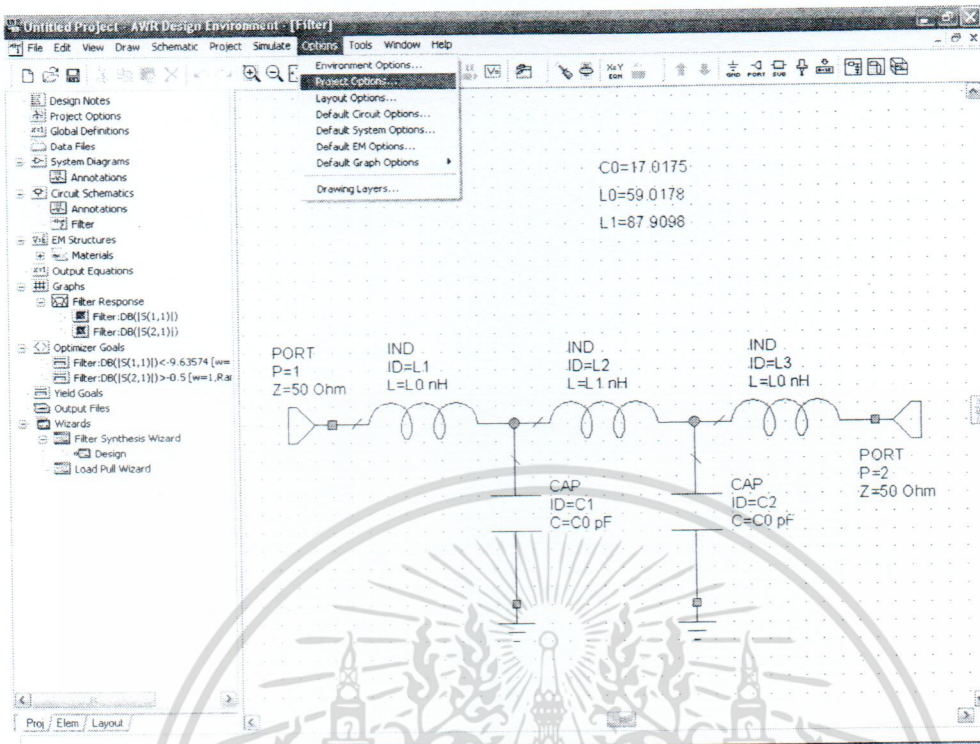 Untitled Project - AWR Design Environment - [Filter]
File Edit View Draw Schematic Project Simulate Options Tools Window Help
Environment Options...
Project Options...
Layout Options...
Default Circuit Options...
Default System Options...
Default EM Options...
Default Graph Options
Drawing Layers...
Design Notes
Project Options
Global Definitions
Data Files
System Diagrams
Annotations
Circuit Schematics
Annotations
Filter
EM Structures
Materials
Output Equations
Graphs
Filter Response
Filter:DB(|S(1,1)|)
Filter:DB(|S(2,1)|)
Optimizer Goals
Filter:DB(|S(1,1)|)<-9.63574 [w=
Filter:DB(|S(2,1)|)>-0.5 [w=1,Ra
Yield Goals
Output Files
Wizards
Filter Synthesis Wizard
Design
Load Pull Wizard
Proj Elem Layout
C0=17.0175
L0=59.0178
L1=87.9098
PORT
P=1
Z=50 Ohm
IND
ID=L1
L=L0 nH
IND
ID=L2
L=L1 nH
IND
ID=L3
L=L0 nH
PORT
P=2
Z=50 Ohm
CAP
ID=C1
C=C0 pF
CAP
ID=C2
C=C0 pF